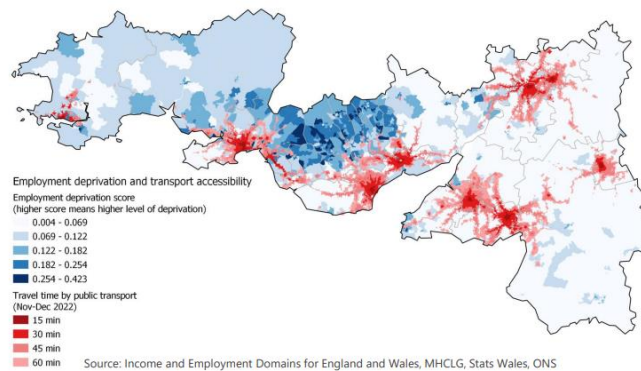 Employment deprivation and transport accessibility
Employment deprivation score
(higher score means higher level of deprivation)
0.004 - 0.069
0.069 - 0.122
0.122 - 0.182
0.182 - 0.254
0.254 - 0.423
Travel time by public transport
(Nov-Dec 2022)
15 min
30 min
45 min
60 min
Source: Income and Employment Domains for England and Wales, MHCLG, Stats Wales, ONS